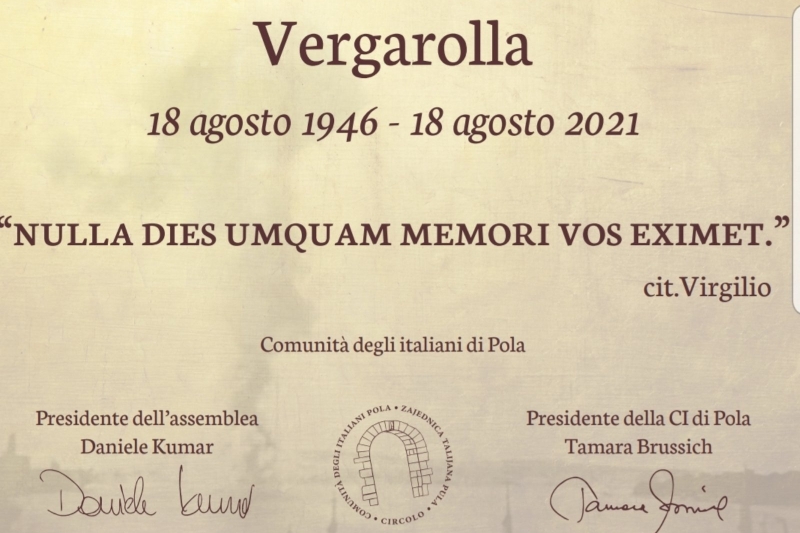 Vergarolla
18 agosto 1946 - 18 agosto 2021
“NULLA DIES UMQUAM MEMORI VOS EXIMET.”
cit.Virgilio
Comunità degli italiani di Pola
Presidente dell’assemblea
Daniele Kumar
Presidente della CI di Pola
Tamara Brussich
COMUNITÀ DEGLI ITALIANI POLA • ZAJEDNICA TALIJANA PULA • CIRCOLO •
Daniele Kumar